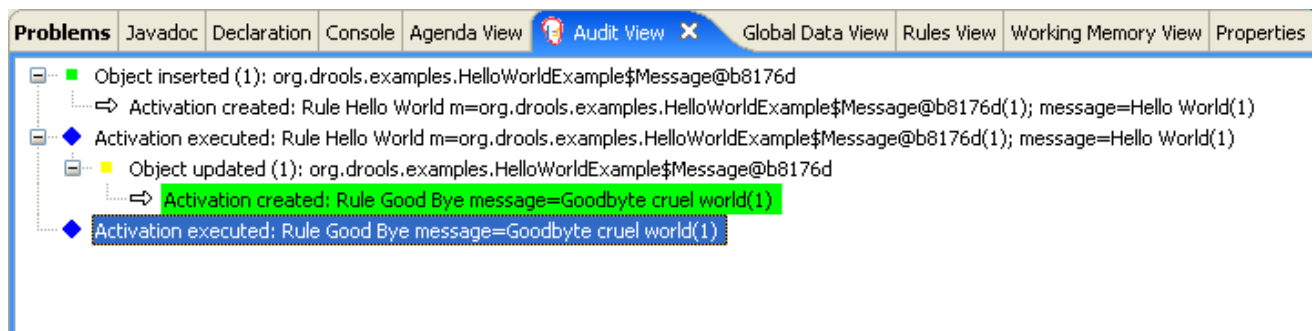 Problems Javadoc Declaration Console Agenda View Audit View Global Data View Rules View Working Memory View Properties
Object inserted (1): org.drools.examples.HelloWorldExample$Message@b8176d
Activation created: Rule Hello World m=org.drools.examples.HelloWorldExample$Message@b8176d(1); message=Hello World(1)
Activation executed: Rule Hello World m=org.drools.examples.HelloWorldExample$Message@b8176d(1); message=Hello World(1)
Object updated (1): org.drools.examples.HelloWorldExample$Message@b8176d
Activation created: Rule Good Bye message=Goodbyte cruel world(1)
Activation executed: Rule Good Bye message=Goodbyte cruel world(1)